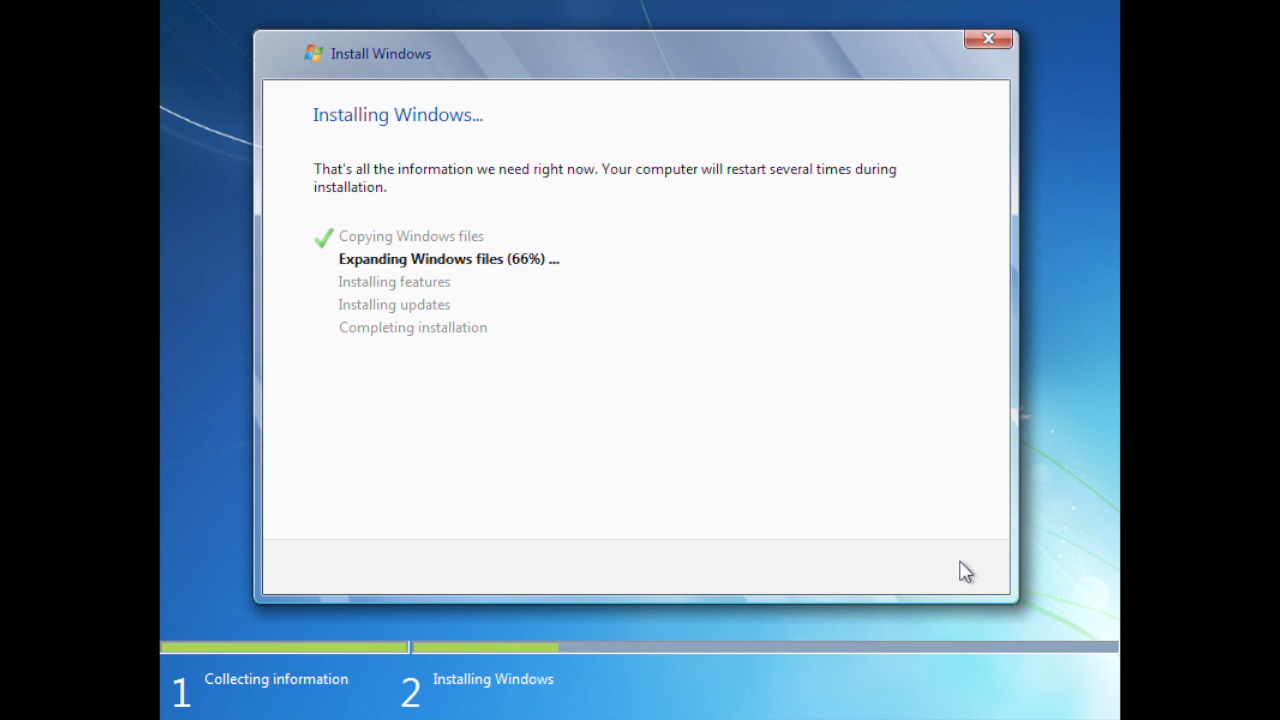 Install Windows
Installing Windows...
That's all the information we need right now. Your computer will restart several times during
installation.
Copying Windows files
Expanding Windows files (66%) ...
Installing features
Installing updates
Completing installation
1 Collecting information
2 Installing Windows